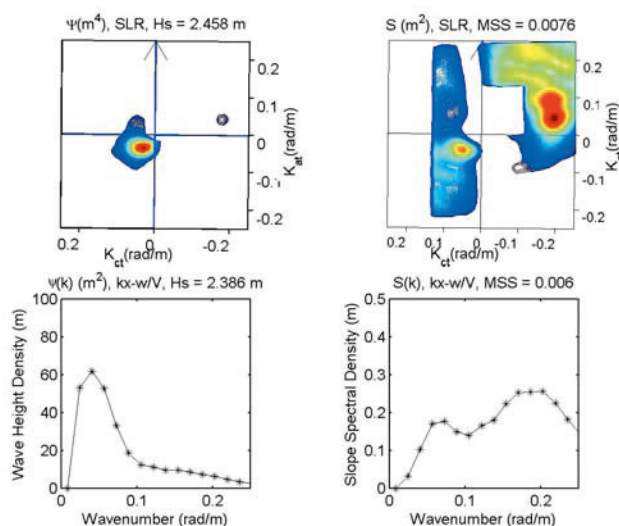 Ψ(m⁴), SLR, Hs = 2.458 m
0.2
0.1
0
-0.1
-0.2
K_at(rad/m)
0.2 0 -0.2
K_ct(rad/m)
S (m²), SLR, MSS = 0.0076
0.2
0.1
0
-0.1
-0.2
(rad/m)
0.2 0.1 0 -0.1 -0.2
K_ct(rad/m)
ψ(k) (m²), kx-w/V, Hs = 2.386 m
Wave Height Density (m)
100
80
60
40
20
0
0 0.1 0.2
Wavenumber (rad/m)
S(k), kx-w/V, MSS = 0.006
Slope Spectral Density (m)
0.5
0.4
0.3
0.2
0.1
0
0 0.1 0.2
Wavenumber (rad/m)